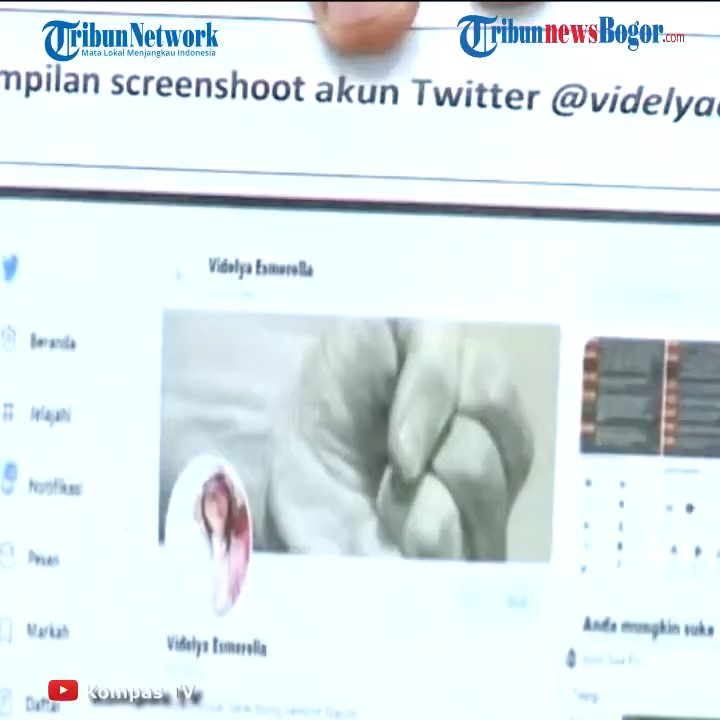 TribunNetwork
Mata Lokal Menjangkau Indonesia
TribunnewsBogor.com
mpilan screenshoot akun Twitter @videlya
Videlya Esmerella
Beranda
Jelajahi
Notifikasi
Pesan
Videlya Esmerella
Anda mungkin suka
Markah
Daftar
Kompas TV